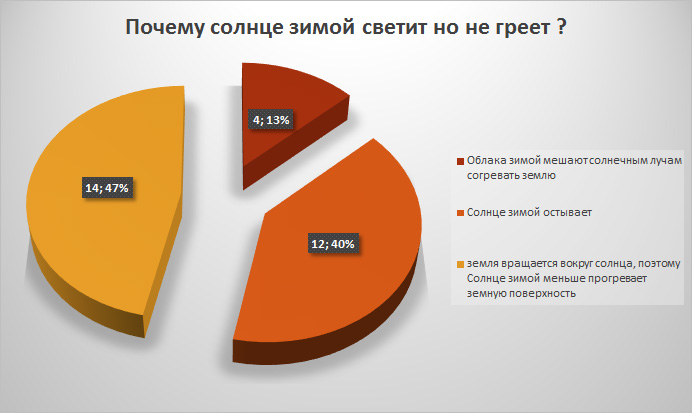 Почему солнце зимой светит но не греет ?
4; 13%
14; 47%
12; 40%
Облака зимой мешают солнечным лучам
согревать землю
Солнце зимой остывает
земля вращается вокруг солнца, поэтому
Солнце зимой меньше прогревает
земную поверхность